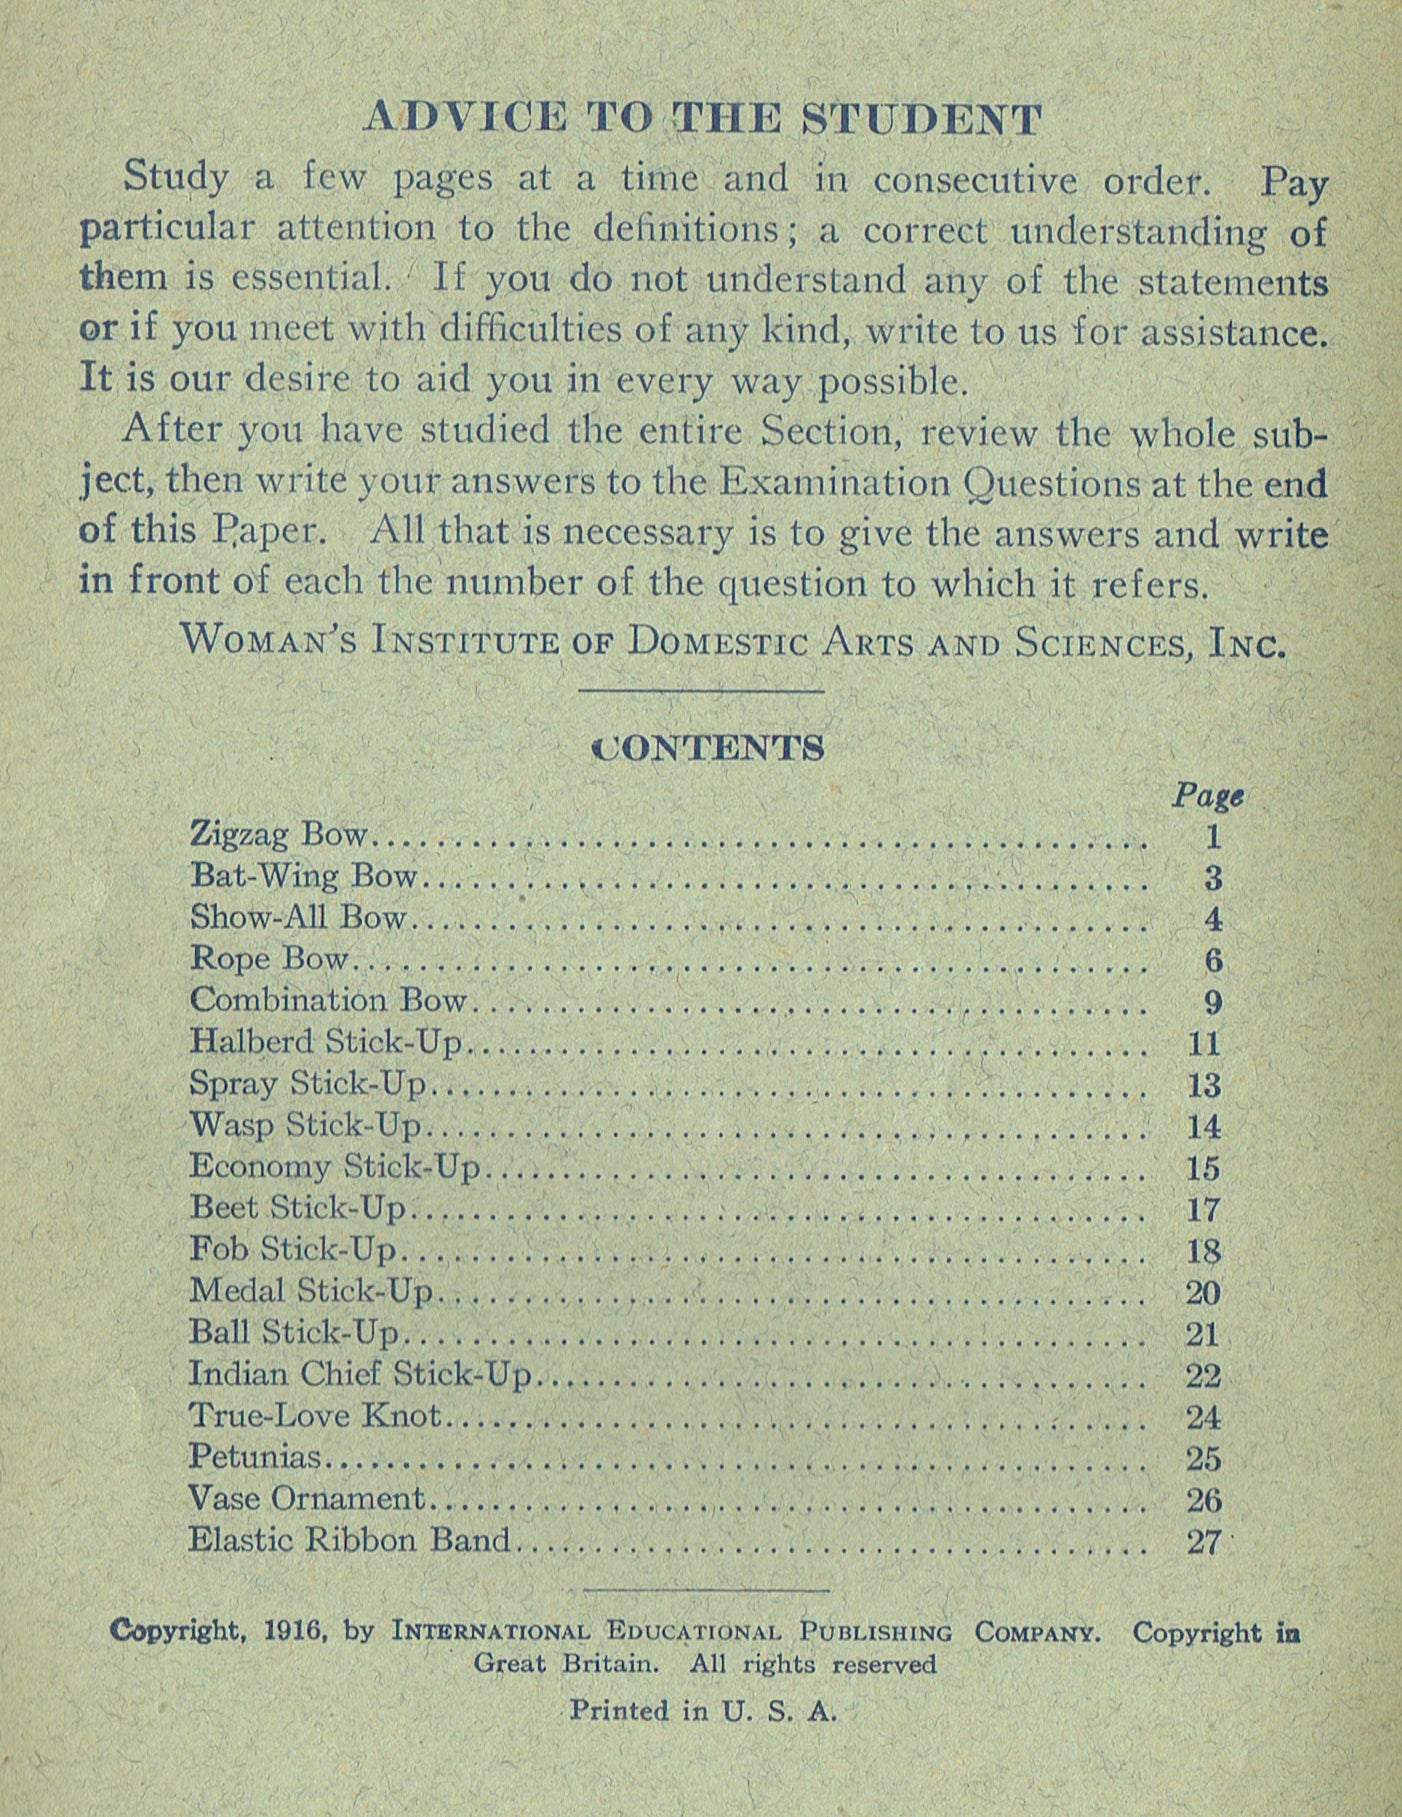 ADVICE TO THE STUDENT
Study a few pages at a time and in consecutive order. Pay
particular attention to the definitions; a correct understanding of
them is essential. If you do not understand any of the statements
or if you meet with difficulties of any kind, write to us for assistance.
It is our desire to aid you in every way possible.
After you have studied the entire Section, review the whole sub-
ject, then write your answers to the Examination Questions at the end
of this Paper. All that is necessary is to give the answers and write
in front of each the number of the question to which it refers.
WOMAN'S INSTITUTE OF DOMESTIC ARTS AND SCIENCES, INC.
CONTENTS
Page
Zigzag Bow 1
Bat-Wing Bow 3
Show-All Bow 4
Rope Bow 6
Combination Bow 9
Halberd Stick-Up 11
Spray Stick-Up 13
Wasp Stick-Up 14
Economy Stick-Up 15
Beet Stick-Up 17
Fob Stick-Up 18
Medal Stick-Up 20
Ball Stick-Up 21
Indian Chief Stick-Up 22
True-Love Knot 24
Petunias 25
Vase Ornament 26
Elastic Ribbon Band 27
Copyright, 1916, by INTERNATIONAL EDUCATIONAL PUBLISHING COMPANY. Copyright in
Great Britain. All rights reserved
Printed in U. S. A.